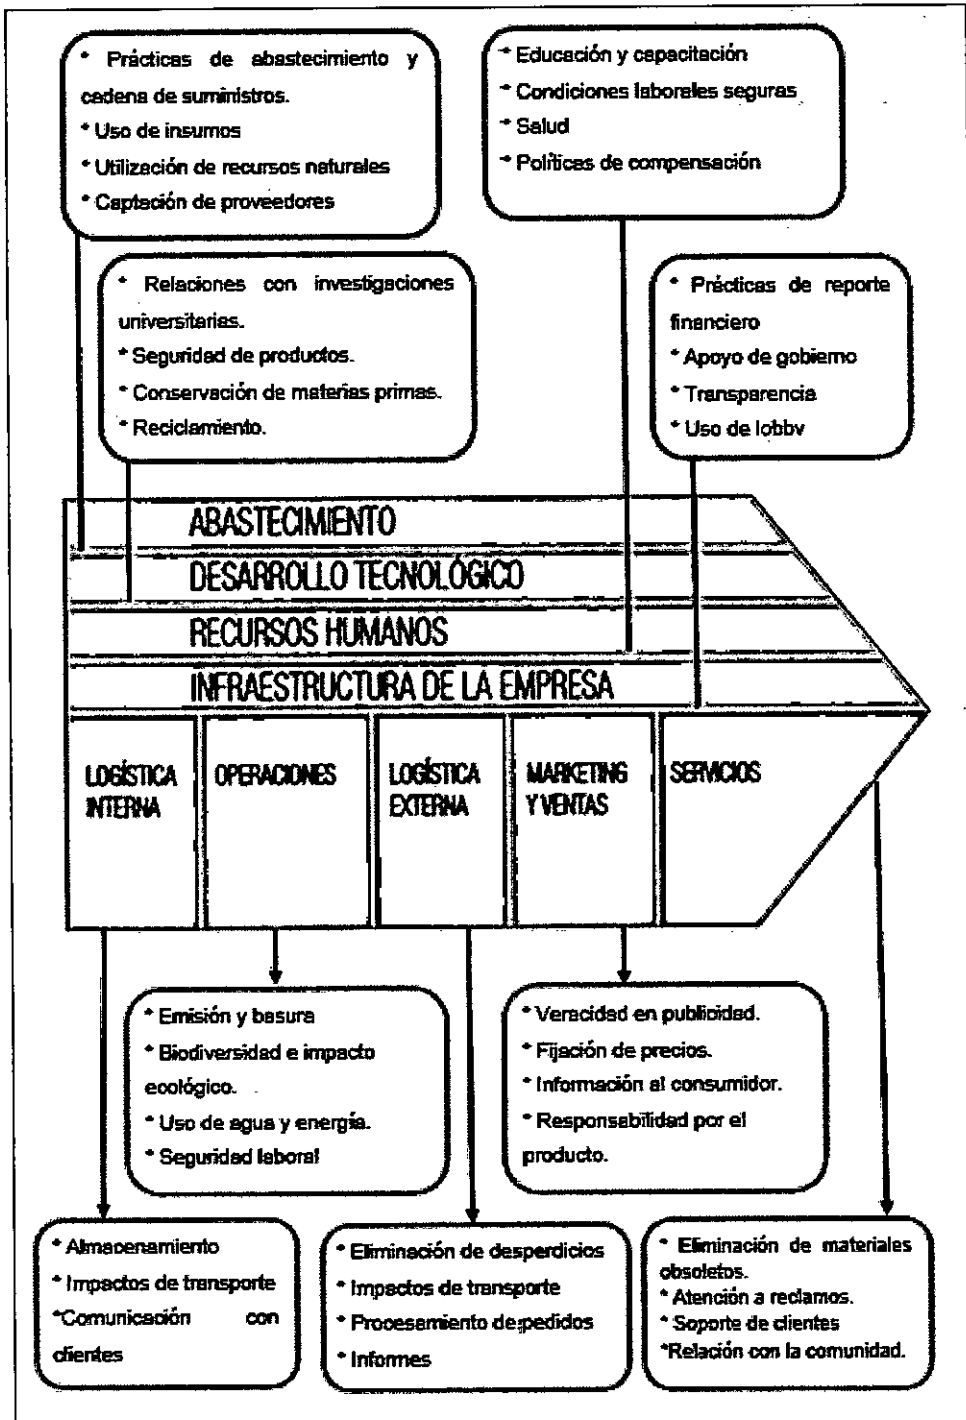 * Prácticas de abastecimiento y
cadena de suministros.
* Uso de insumos
* Utilización de recursos naturales
* Captación de proveedores
* Educación y capacitación
* Condiciones laborales seguras
* Salud
* Políticas de compensación
* Relaciones con investigaciones
universitarias.
* Seguridad de productos.
* Conservación de materias primas.
* Reciclamiento.
* Prácticas de reporte
financiero
* Apoyo de gobierno
* Transparencia
* Uso de lobby
ABASTECIMIENTO
DESARROLLO TECNOLÓGICO
RECURSOS HUMANOS
INFRAESTRUCTURA DE LA EMPRESA
LOGÍSTICA
INTERNA
OPERACIONES
LOGÍSTICA
EXTERNA
MARKETING
Y VENTAS
SERVICIOS
* Emisión y basura
* Biodiversidad e impacto
ecológico.
* Uso de agua y energía.
* Seguridad laboral
* Veracidad en publicidad.
* Fijación de precios.
* Información al consumidor.
* Responsabilidad por el
producto.
* Almacenamiento
* Impactos de transporte
*Comunicación con
clientes
* Eliminación de desperdicios
* Impactos de transporte
* Procesamiento de pedidos
* Informes
* Eliminación de materiales
obsoletos.
* Atención a reclamos.
* Soporte de clientes
*Relación con la comunidad.